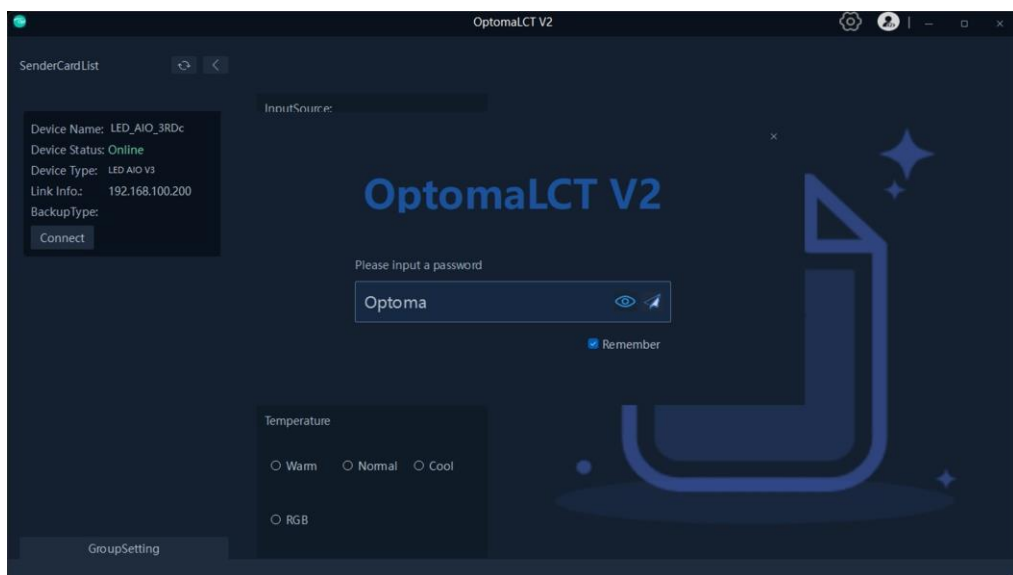 OptomaLCT V2
SenderCardList
Device Name: LED_AIO_3RDc
Device Status: Online
Device Type: LED AIO V3
Link Info.: 192.168.100.200
BackupType:
Connect
InputSource:
OptomaLCT V2
Please input a password
Optoma
Remember
Temperature
Warm Normal Cool
RGB
GroupSetting